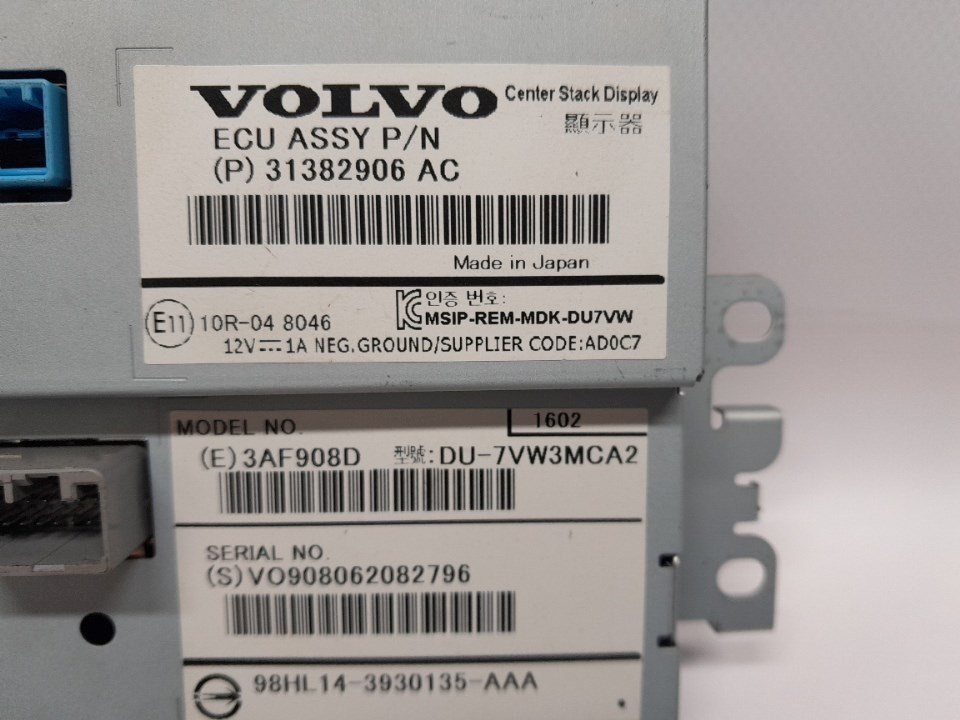 VOLVO Center Stack Display
顯示器
ECU ASSY P/N
(P) 31382906 AC
Made in Japan
E11 10R-04 8046
인증 번호:
MSIP-REM-MDK-DU7VW
12V⎓1A NEG.GROUND/SUPPLIER CODE:AD0C7
MODEL NO. 1602
(E) 3AF908D 型號:DU-7VW3MCA2
SERIAL NO.
(S) VO908062082796
98HL14-3930135-AAA